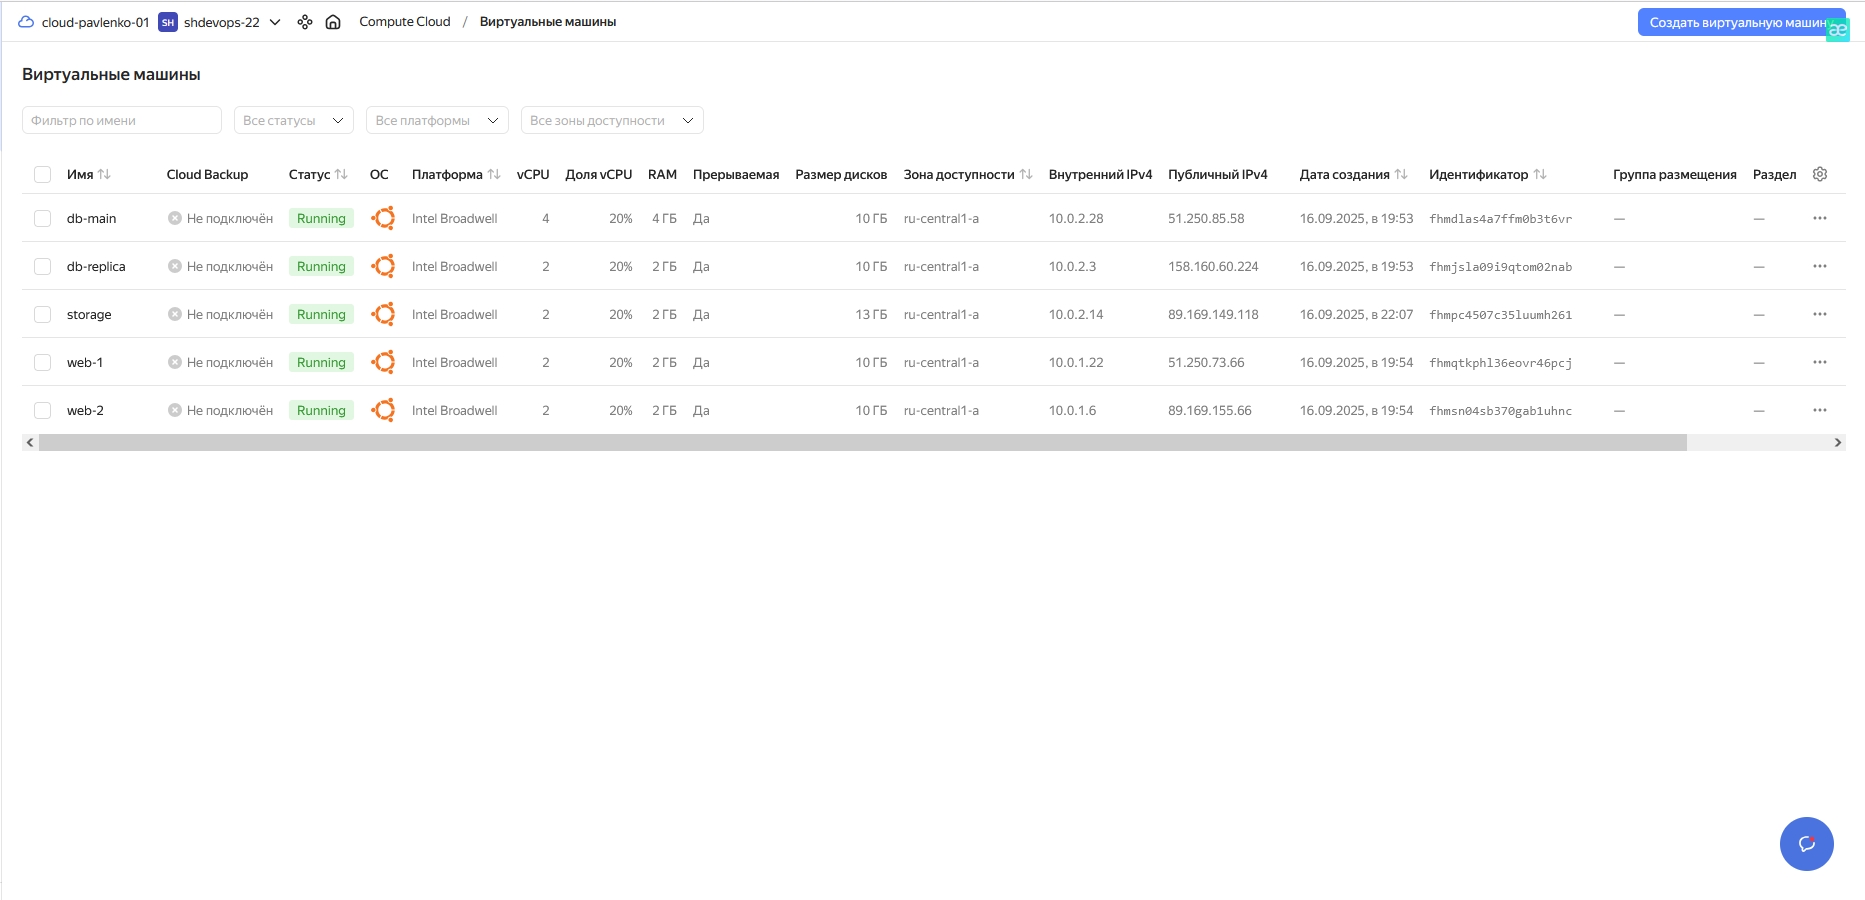 cloud-pavlenko-01 SH shdevops-22 Compute Cloud / Виртуальные машины Создать виртуальную машин æ
Виртуальные машины
Фильтр по имени Все статусы Все платформы Все зоны доступности
Имя Cloud Backup Статус ОС Платформа vCPU Доля vCPU RAM Прерываемая Размер дисков Зона доступности Внутренний IPv4 Публичный IPv4 Дата создания Идентификатор Группа размещения Раздел
db-main Не подключён Running Intel Broadwell 4 20% 4 ГБ Да 10 ГБ ru-central1-a 10.0.2.28 51.250.85.58 16.09.2025, в 19:53 fhmdlas4a7ffm0b3t6vr — —
db-replica Не подключён Running Intel Broadwell 2 20% 2 ГБ Да 10 ГБ ru-central1-a 10.0.2.3 158.160.60.224 16.09.2025, в 19:53 fhmjsla09i9qtom02nab — —
storage Не подключён Running Intel Broadwell 2 20% 2 ГБ Да 13 ГБ ru-central1-a 10.0.2.14 89.169.149.118 16.09.2025, в 22:07 fhmpc4507c35luumh261 — —
web-1 Не подключён Running Intel Broadwell 2 20% 2 ГБ Да 10 ГБ ru-central1-a 10.0.1.22 51.250.73.66 16.09.2025, в 19:54 fhmqtkphl36eovr46pcj — —
web-2 Не подключён Running Intel Broadwell 2 20% 2 ГБ Да 10 ГБ ru-central1-a 10.0.1.6 89.169.155.66 16.09.2025, в 19:54 fhmsn04sb370gab1uhnc — —